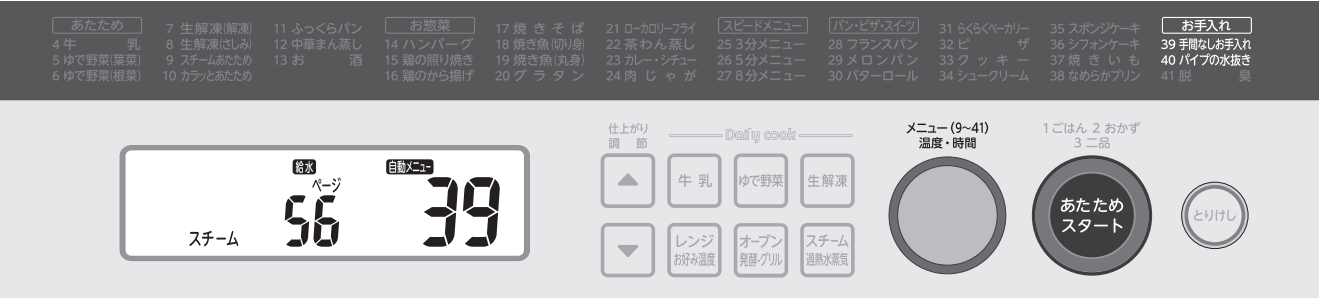 あたため
4 牛乳
5 ゆで野菜(葉菜)
6 ゆで野菜(根菜)
7 生解凍(解凍)
8 生解凍(さしみ)
9 スチームあたため
10 カラッとあたため
11 ふっくらパン
12 中華まん蒸し
13 お酒
お惣菜
14 ハンバーグ
15 鶏の照り焼き
16 鶏のから揚げ
17 焼きそば
18 焼き魚(切り身)
19 焼き魚(丸身)
20 グラタン
21 ローカロリーフライ
22 茶わん蒸し
23 カレー・シチュー
24 肉じゃが
スピードメニュー
25 3分メニュー
26 5分メニュー
27 8分メニュー
パン・ピザ・スイーツ
28 フランスパン
29 メロンパン
30 バターロール
31 らくらくベーカリー
32 ピザ
33 クッキー
34 シュークリーム
35 スポンジケーキ
36 シフォンケーキ
37 焼きいも
38 なめらかプリン
お手入れ
39 手間なしお手入れ
40 パイプの水抜き
41 脱臭
給水
ページ
56
自動メニュー
39
スチーム
仕上がり
調節
Daily cook
▲
牛乳
ゆで野菜
生解凍
▼
レンジ
お好み温度
オーブン
発酵・グリル
スチーム
過熱水蒸気
メニュー(9~41)
温度・時間
1 ごはん 2 おかず
3 二品
あたため
スタート
とりけし